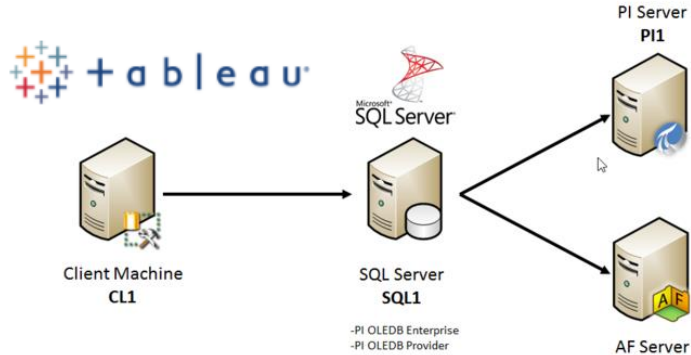 + a b l e a u
Microsoft
SQL Server
PI Server
PI1
Client Machine
CL1
SQL Server
SQL1
-PI OLEDB Enterprise
-PI OLEDB Provider
A F
AF Server